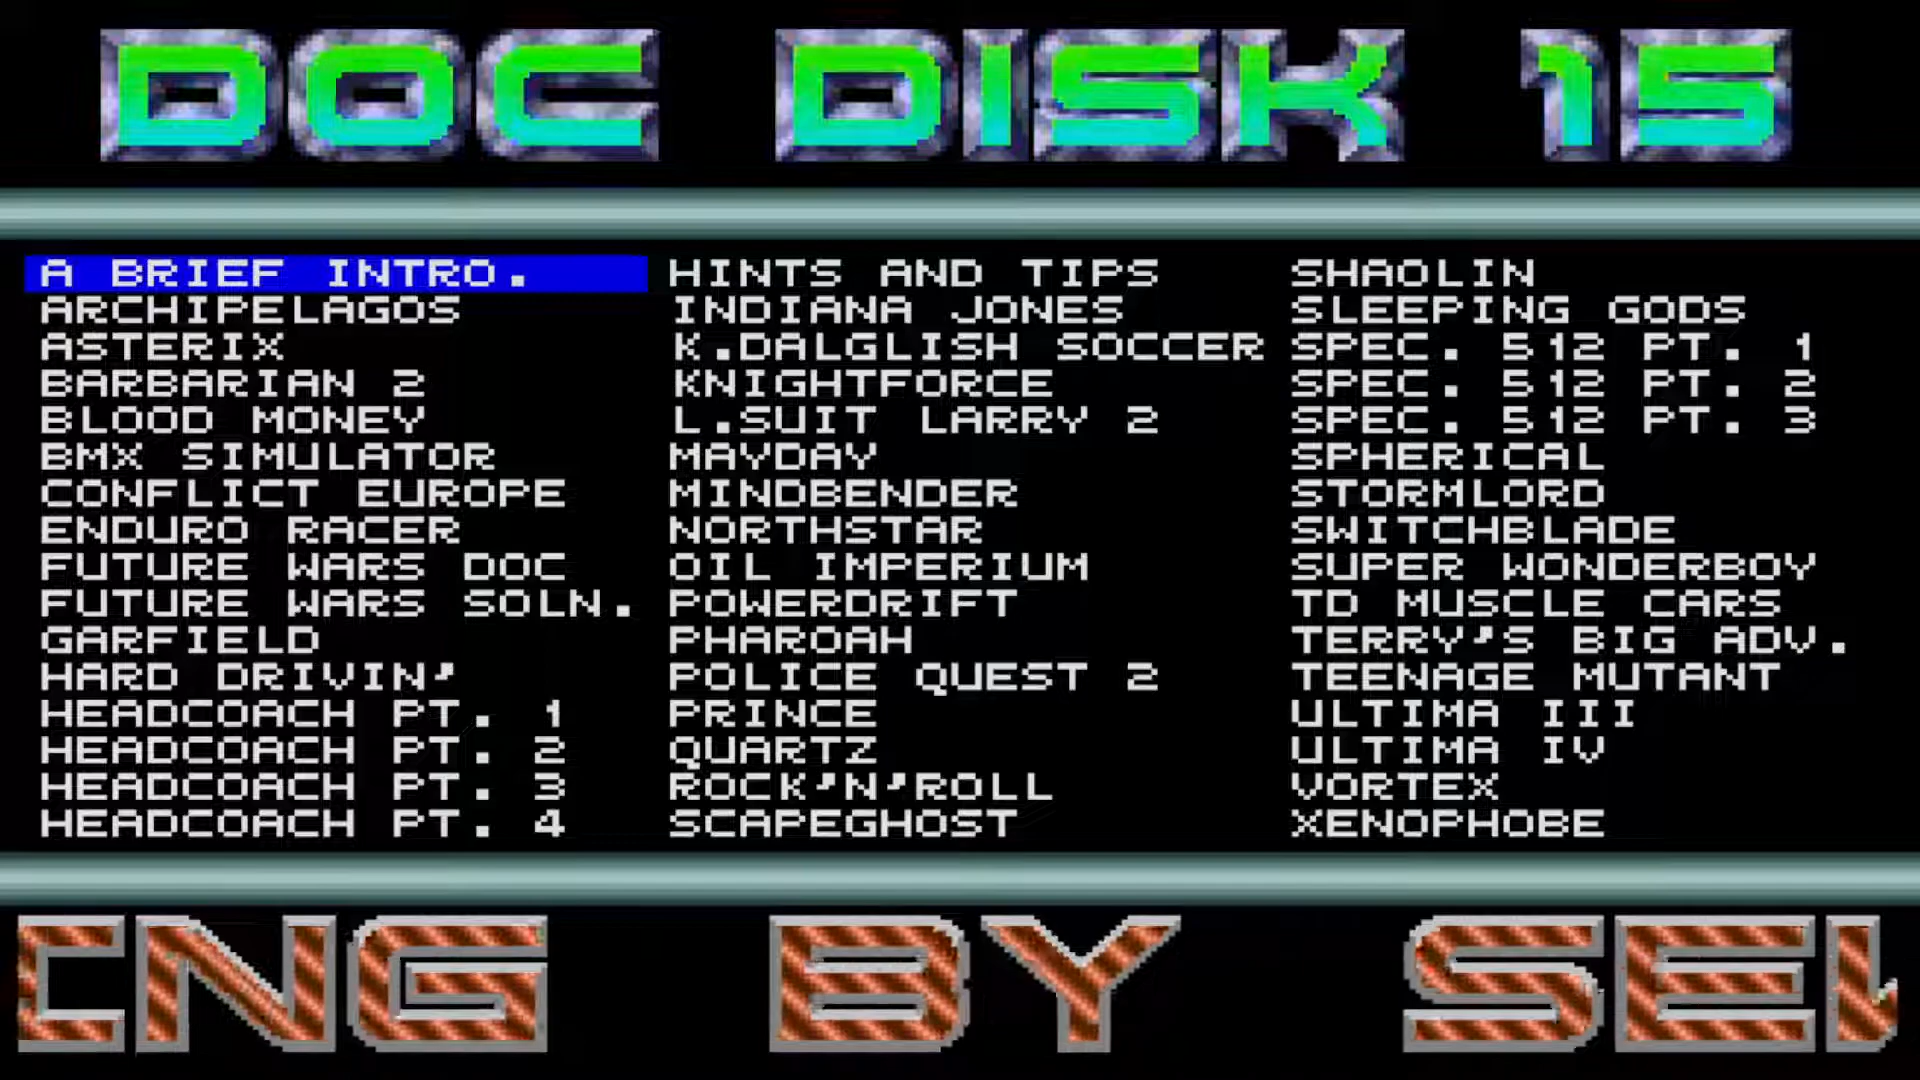 DOC DISK 15
A BRIEF INTRO.
ARCHIPELAGOS
ASTERIX
BARBARIAN 2
BLOOD MONEY
BMX SIMULATOR
CONFLICT EUROPE
ENDURO RACER
FUTURE WARS DOC
FUTURE WARS SOLN.
GARFIELD
HARD DRIVIN'
HEADCOACH PT. 1
HEADCOACH PT. 2
HEADCOACH PT. 3
HEADCOACH PT. 4
HINTS AND TIPS
INDIANA JONES
K.DALGLISH SOCCER
KNIGHTFORCE
L.SUIT LARRY 2
MAYDAY
MINDBENDER
NORTHSTAR
OIL IMPERIUM
POWERDRIFT
PHAROAH
POLICE QUEST 2
PRINCE
QUARTZ
ROCK'N'ROLL
SCAPEGHOST
SHAOLIN
SLEEPING GODS
SPEC. 512 PT. 1
SPEC. 512 PT. 2
SPEC. 512 PT. 3
SPHERICAL
STORMLORD
SWITCHBLADE
SUPER WONDERBOY
TD MUSCLE CARS
TERRY'S BIG ADV.
TEENAGE MUTANT
ULTIMA III
ULTIMA IV
VORTEX
XENOPHOBE
NG BY SE